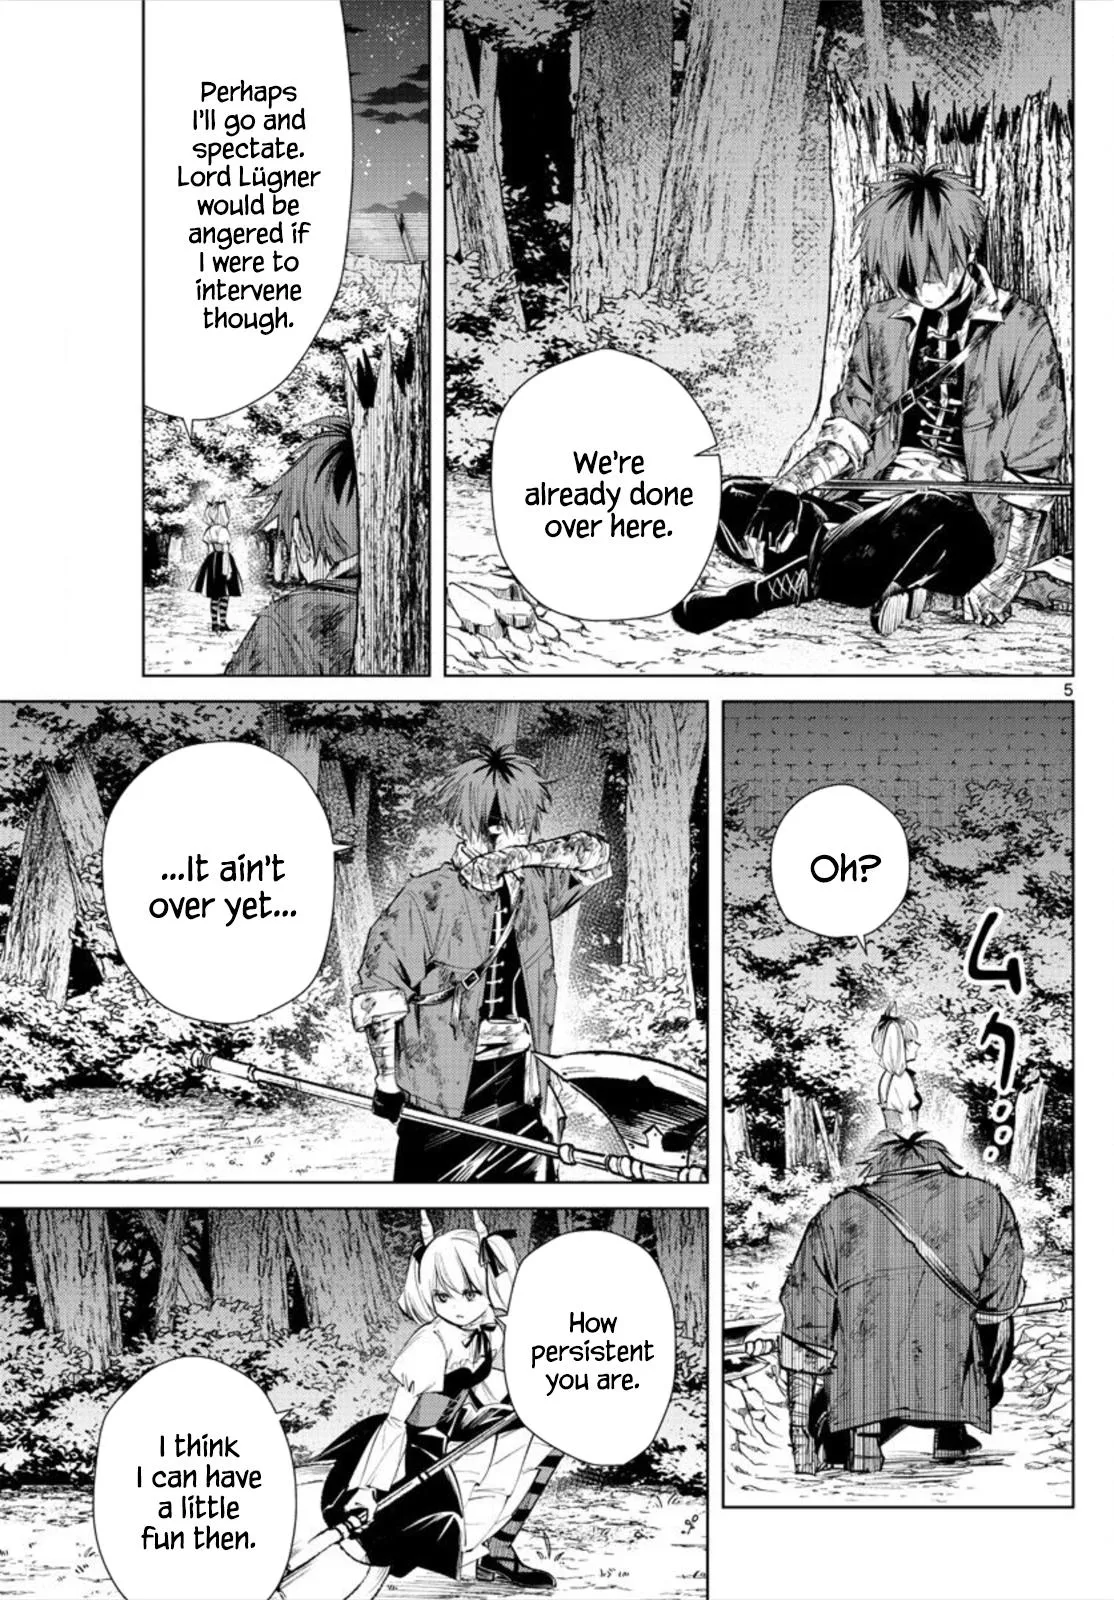 We're
already done
over here.
Perhaps
I'll go and
spectate.
Lord Lügner
would be
angered if
I were to
intervene
though.
5
Oh?
ムクッ…
...It ain't
over yet...
How
persistent
you are.
I think
I can have
a little
fun then.